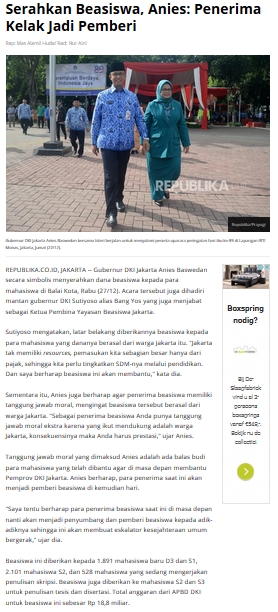 Serahkan Beasiswa, Anies: Penerima
Kelak Jadi Pemberi
Rep: Mas Alamil Huda/ Red: Nur Aini
REPUBLIKA
Republika/Prayogi
Gubernur DKI Jakarta Anies Baswedan bersama istri berjalan untuk mengatami peserta upacara peringatan hari ibu ke-89 di Lapangan IRTI
Monas, Jakarta, Jumat (22/12).
REPUBLIKA.CO.ID, JAKARTA -- Gubernur DKI Jakarta Anies Baswedan
secara simbolis menyerahkan dana beasiswa kepada para
mahasiswa di Balai Kota, Rabu (27/12). Acara tersebut juga dihadiri
mantan gubernur DKI Sutiyoso alias Bang Yos yang juga menjabat
sebagai Ketua Pembina Yayasan Beasiswa Jakarta.
Sutiyoso mengatakan, latar belakang diberikannya beasiswa kepada
para mahasiswa yang dananya berasal dari warga Jakarta itu. "Jakarta
tak memiliki resources, pemasukan kita sebagian besar hanya dari
pajak, sehingga kita perlu tingkatkan SDM-nya melalui pendidikan.
Dan saya berharap beasiswa ini akan membantu," kata dia.
Sementara itu, Anies juga berharap agar penerima beasiswa memiliki
tanggung jawab moral, mengingat beasiswa tersebut berasal dari
warga Jakarta. "Sebagai penerima beasiswa Anda punya tanggung
jawab moral ekstra karena yang ikut mendukung adalah warga
Jakarta, konsekuensinya maka Anda harus prestasi," ujar Anies.
Tanggung jawab moral yang dimaksud Anies adalah ada balas budi
para mahasiswa yang telah dibantu agar di masa depan membantu
Pemprov DKI Jakarta. Anies berharap, para penerima saat ini akan
menjadi pemberi beasiswa di kemudian hari.
"Saya tentu berharap para penerima beasiswa saat ini di masa depan
nanti akan menjadi penyumbang dan pemberi beasiswa kepada adik-
adiknya sehingga ini akan membuat eskalator kesejahteraan umum
bergerak," ujar dia.
Beasiswa ini diberikan kepada 1.891 mahasiswa baru D3 dan S1,
2.101 mahasiswa S2, dan 528 mahasiswa yang sedang mengerjakan
penulisan skripsi. Beasiswa juga diberikan ke mahasiswa S2 dan S3
untuk penulisan tesis dan disertasi. Total anggaran dari APBD DKI
untuk beasiswa ini sebesar Rp 18,8 miliar.
Boxspring
nodig?
Bij De
Slaapfabriek
vind u al 2-
persoons
boxsprings
vanaf €549,-.
Bekijk nu de
collectie!